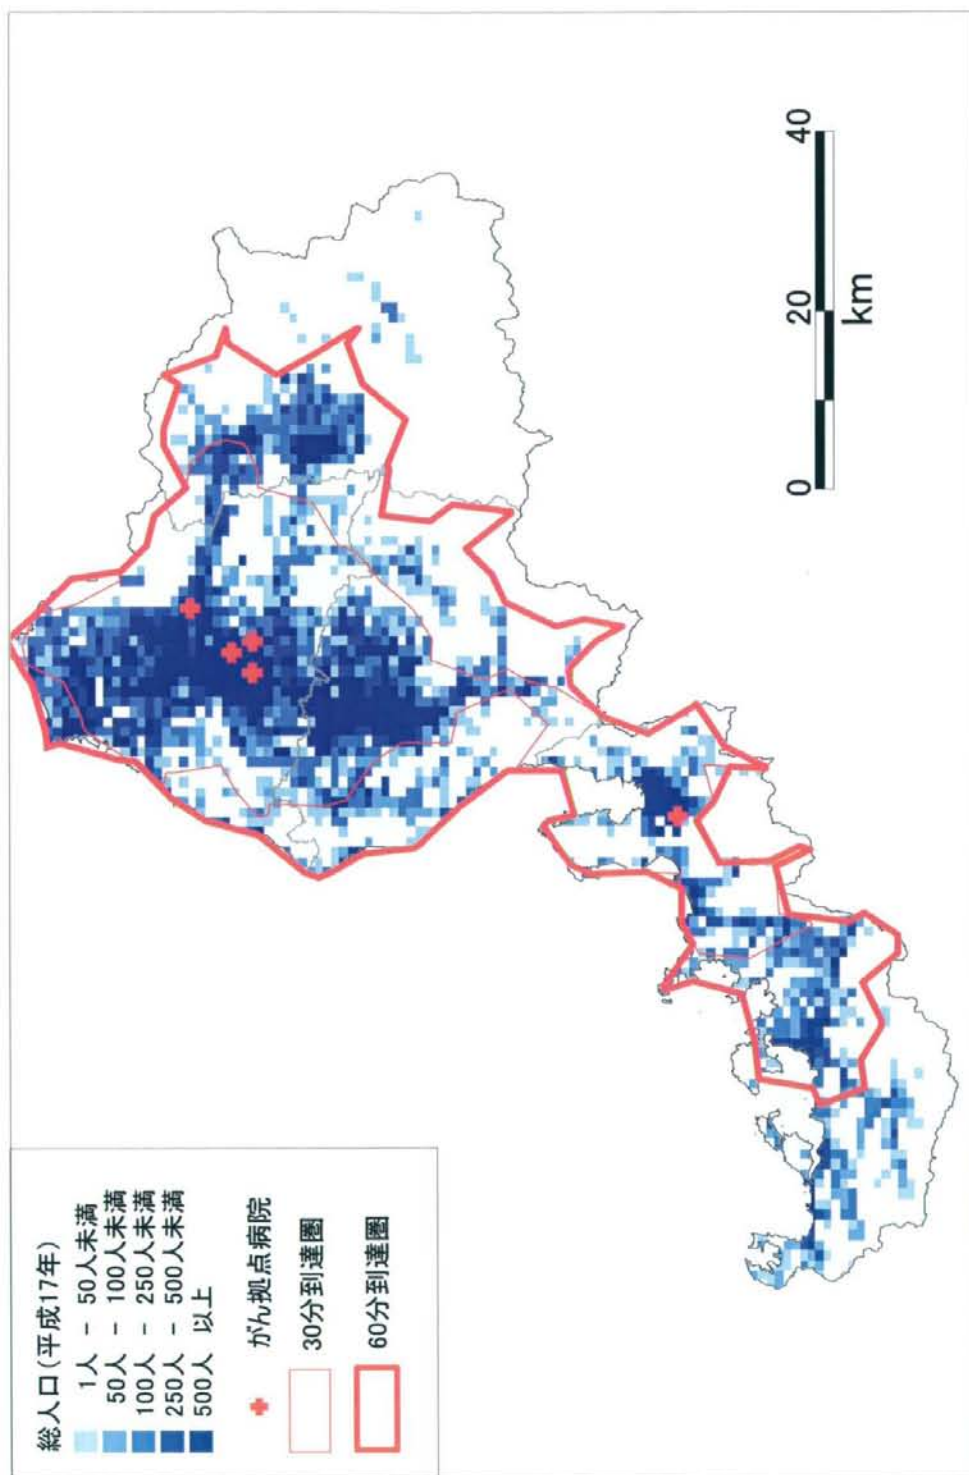 総人口(平成17年)
1人 - 50人未満
50人 - 100人未満
100人 - 250人未満
250人 - 500人未満
500人 以上
がん拠点病院
30分到達圏
60分到達圏
0 20 40
km